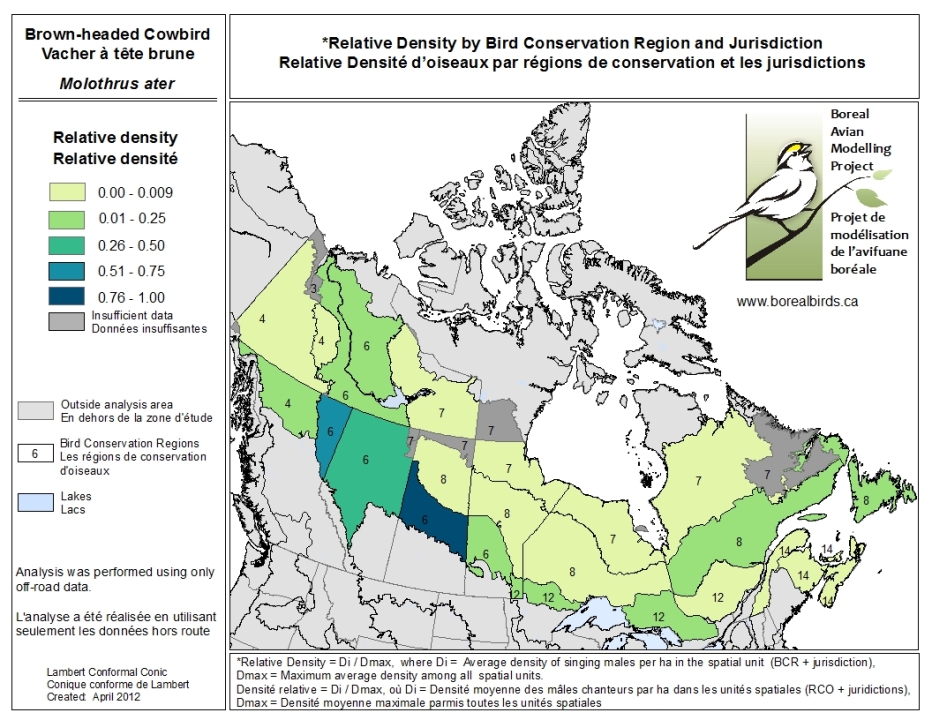 Brown-headed Cowbird
Vacher à tête brune
Molothrus ater
*Relative Density by Bird Conservation Region and Jurisdiction
Relative Densité d'oiseaux par régions de conservation et les jurisdictions
Relative density
Relative densité
0.00 - 0.009
0.01 - 0.25
0.26 - 0.50
0.51 - 0.75
0.76 - 1.00
Insufficient data
Données insuffisantes
Outside analysis area
En dehors de la zone d'étude
6
Bird Conservation Regions
Les régions de conservation
d'oiseaux
Lakes
Lacs
Analysis was performed using only
off-road data.
L'analyse a été réalisée en utilisant
seulement les données hors route
Lambert Conformal Conic
Conique conforme de Lambert
Created: April 2012
Boreal
Avian
Modelling
Project
Projet de
modélisation
de l'avifuane
boréale
www.borealbirds.ca
3
4
4
6
4
6
7
6
6
7
7
7
7
7
7
8
8
6
8
6
7
8
8
12
12
12
12
14
14
14
*Relative Density = Di / Dmax, where Di = Average density of singing males per ha in the spatial unit (BCR + jurisdiction),
Dmax = Maximum average density among all spatial units.
Densité relative = Di / Dmax, où Di = Densité moyenne des mâles chanteurs par ha dans les unités spatiales (RCO + juridictions),
Dmax = Densité moyenne maximale parmis toutes les unités spatiales